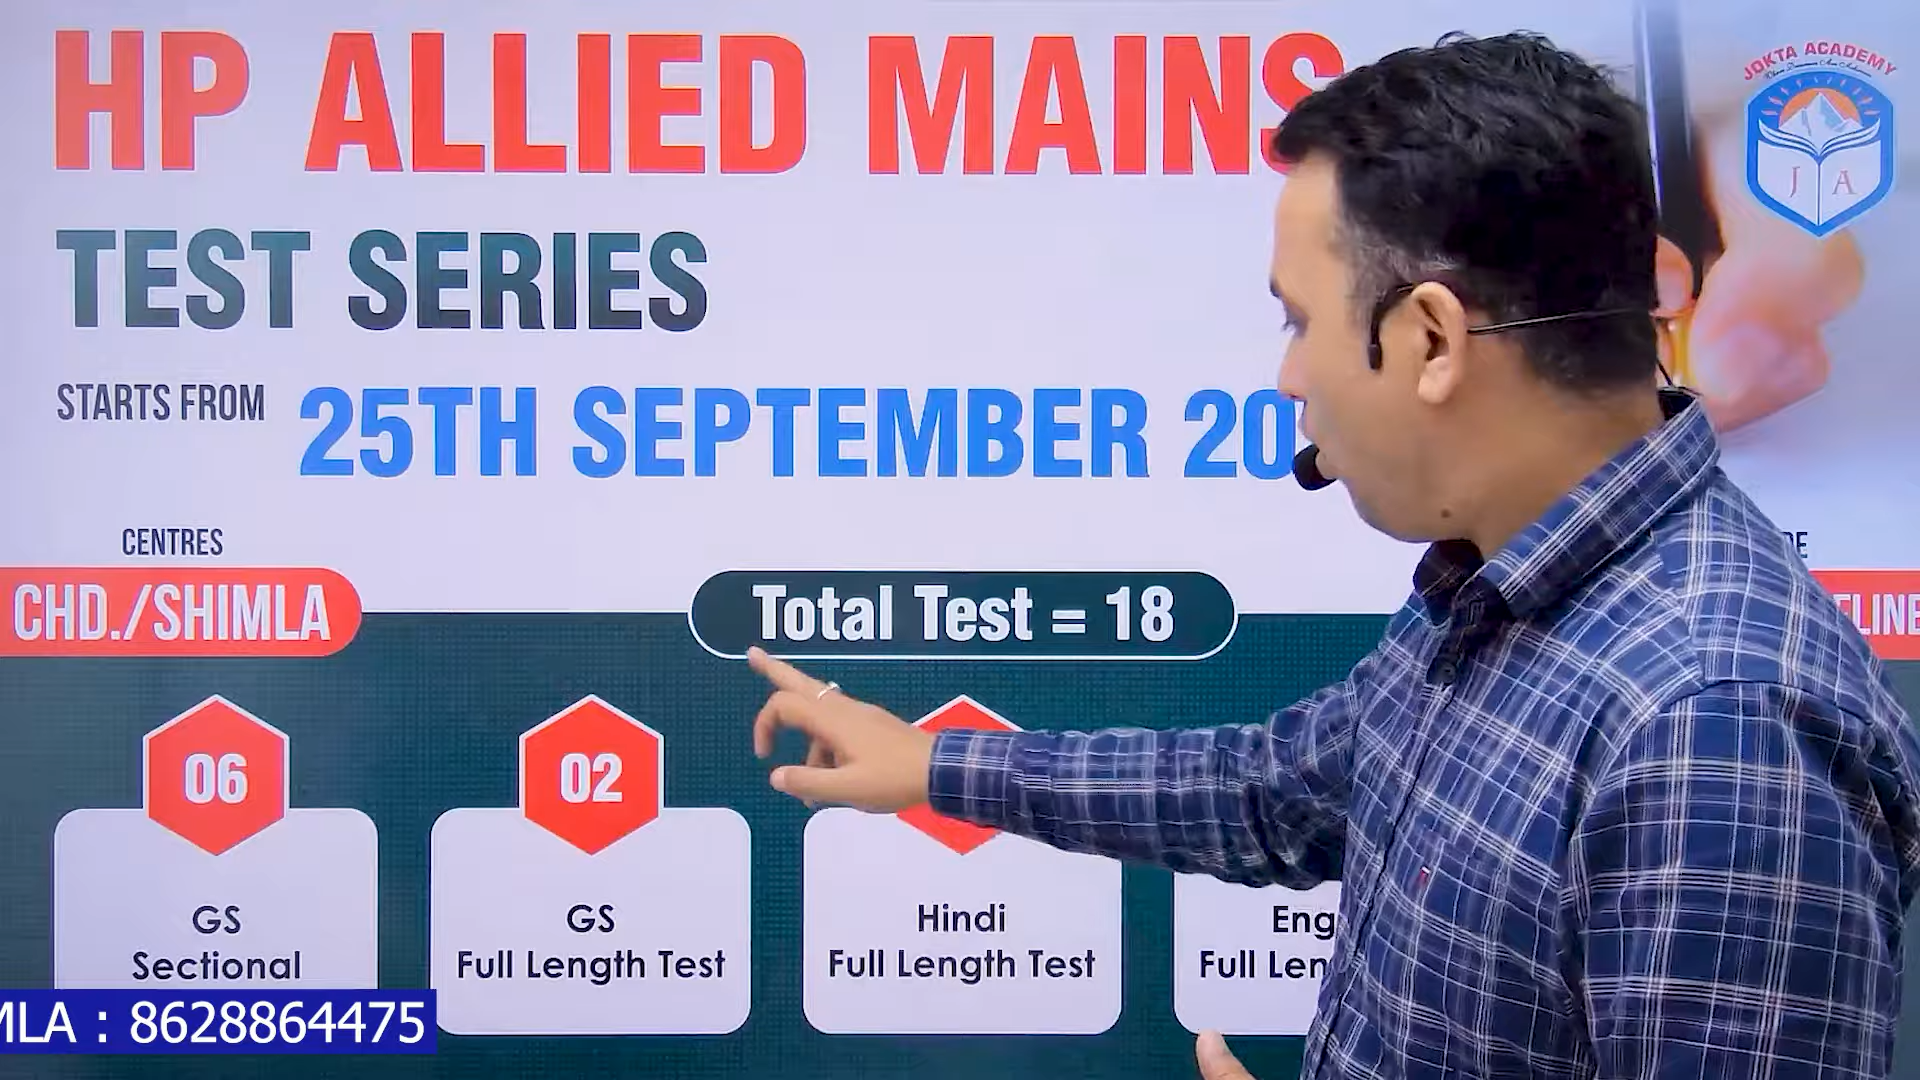 HP ALLIED MAINS
JOKTA ACADEMY
J A
TEST SERIES
STARTS FROM
25TH SEPTEMBER 20
CENTRES
CHD./SHIMLA
Total Test = 18
LINE
06
02
GS
Sectional
GS
Full Length Test
Hindi
Full Length Test
Eng
Full Len
MLA : 8628864475